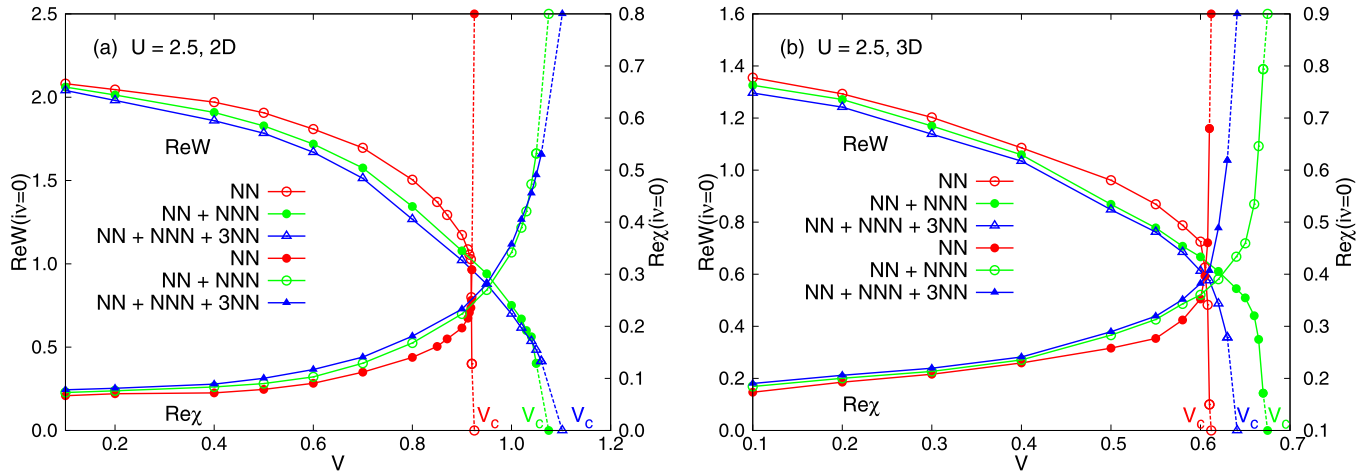 (a) U = 2.5, 2D
ReW(iν=0)
2.5
2.0
1.5
1.0
0.5
0.0
0.8
0.7
0.6
0.5
0.4
0.3
0.2
0.1
0.0
Reχ(iν=0)
ReW
NN
NN + NNN
NN + NNN + 3NN
NN
NN + NNN
NN + NNN + 3NN
Reχ
Vc Vc Vc
0.2 0.4 0.6 0.8 1.0 1.2
V
(b) U = 2.5, 3D
ReW(iν=0)
1.6
1.4
1.2
1.0
0.8
0.6
0.4
0.2
0.0
0.9
0.8
0.7
0.6
0.5
0.4
0.3
0.2
0.1
Reχ(iν=0)
ReW
NN
NN + NNN
NN + NNN + 3NN
NN
NN + NNN
NN + NNN + 3NN
Reχ
Vc Vc Vc
0.1 0.2 0.3 0.4 0.5 0.6 0.7
V